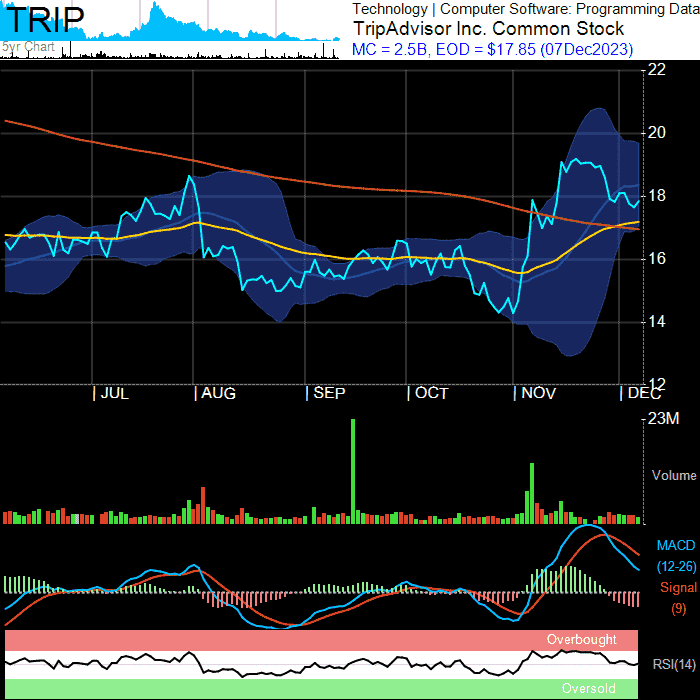 TRIP
5yr Chart
Technology | Computer Software: Programming Data
TripAdvisor Inc. Common Stock
MC = 2.5B, EOD = $17.85 (07Dec2023)
22
20
18
16
14
12
| JUL | AUG | SEP | OCT | NOV | DEC
23M
Volume
MACD
(12-26)
Signal
(9)
Overbought
RSI(14)
Oversold